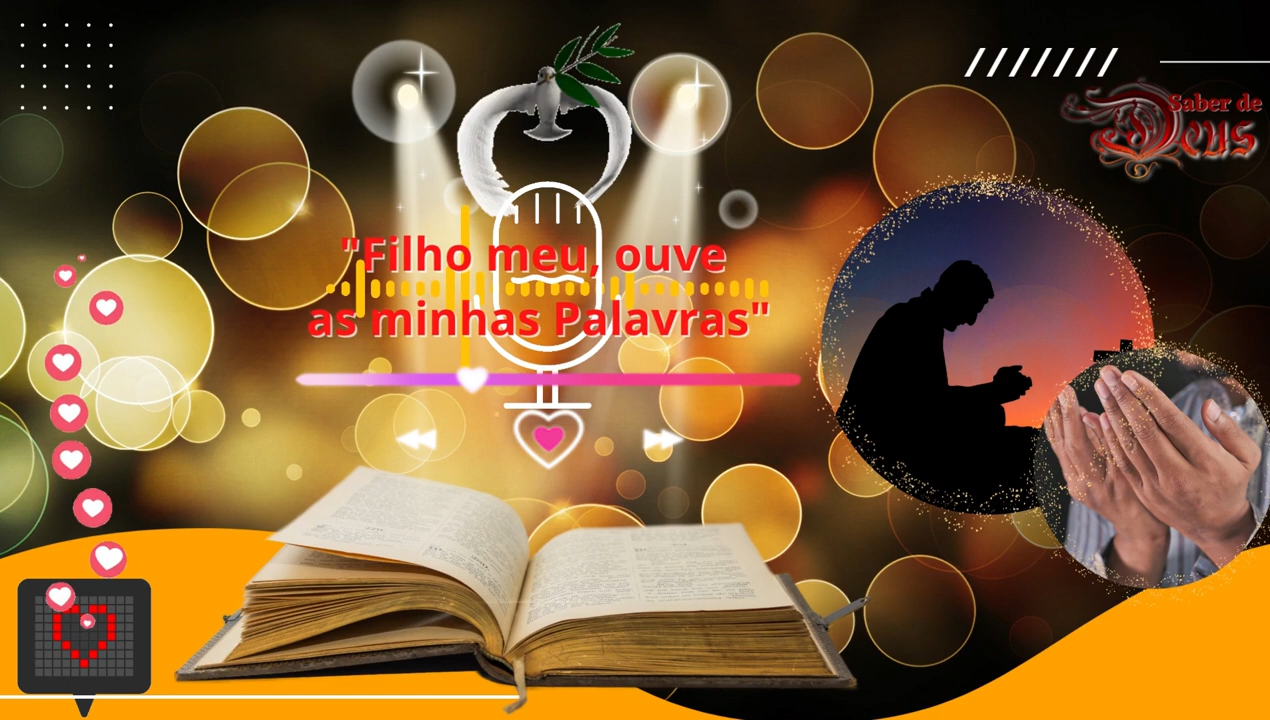 Saber de
Deus
"Filho meu, ouve
as minhas Palavras"